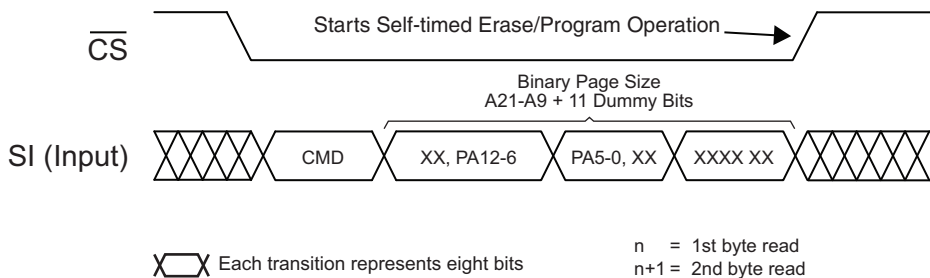 Starts Self-timed Erase/Program Operation
CS
Binary Page Size
A21-A9 + 11 Dummy Bits
SI (Input)
CMD
XX, PA12-6
PA5-0, XX
XXXX XX
Each transition represents eight bits
n = 1st byte read
n+1 = 2nd byte read